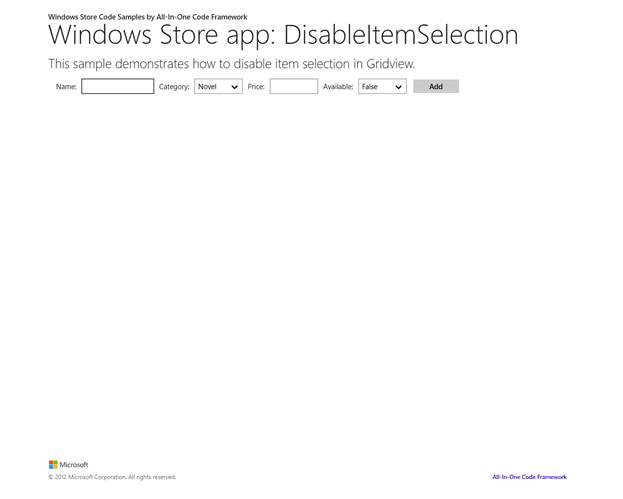 Windows Store Code Samples by All-In-One Code Framework
Windows Store app: DisableItemSelection
This sample demonstrates how to disable item selection in Gridview.
Name: Category: Novel Price: Available: False Add
Microsoft
© 2012 Microsoft Corporation. All rights reserved. All-In-One Code Framework